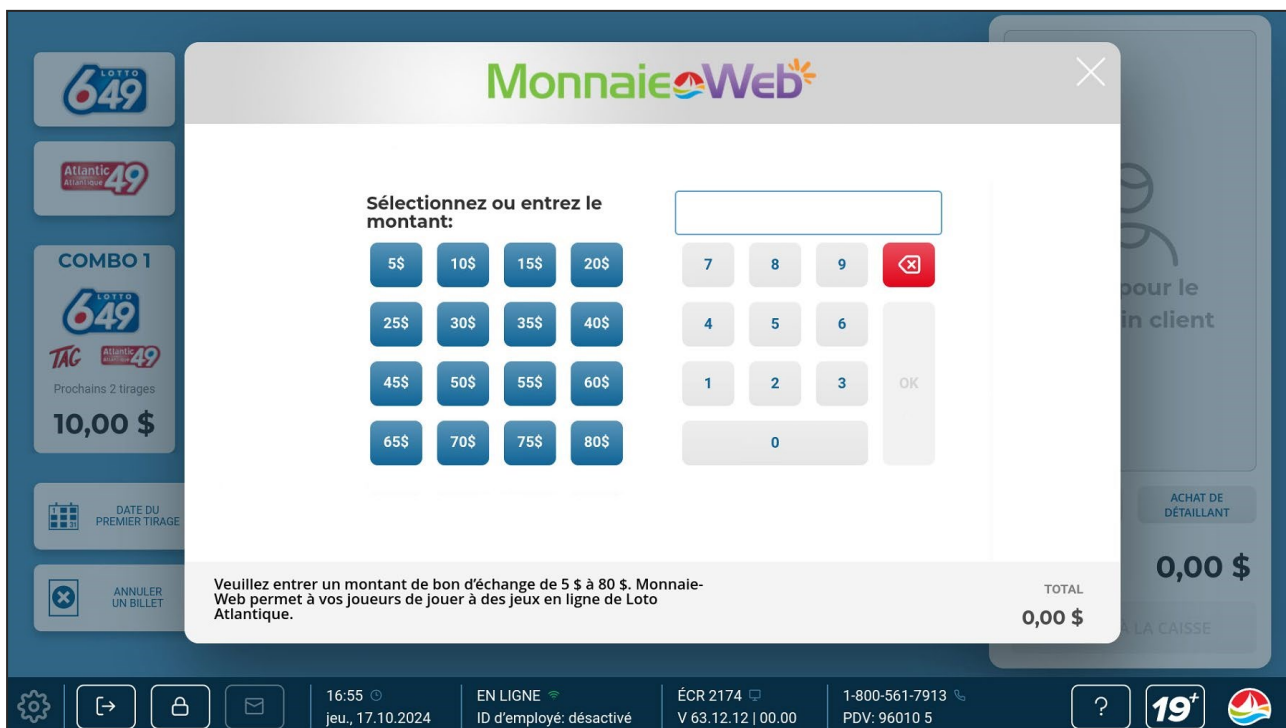 MonnaieWeb
LOTTO
649
Atlantic
Atlantique 49
COMBO 1
LOTTO
649
TAG
Atlantic
Atlantique 49
Prochains 2 tirages
10,00 $
DATE DU
PREMIER TIRAGE
ANNULER
UN BILLET
Sélectionnez ou entrez le
montant:
5$ 10$ 15$ 20$
25$ 30$ 35$ 40$
45$ 50$ 55$ 60$
65$ 70$ 75$ 80$
7 8 9
4 5 6
1 2 3 OK
0
Veuillez entrer un montant de bon d'échange de 5 $ à 80 $. Monnaie-
Web permet à vos joueurs de jouer à des jeux en ligne de Loto
Atlantique.
TOTAL
0,00 $
pour le
client
ACHAT DE
DÉTAILLANT
0,00 $
À LA CAISSE
16:55
jeu., 17.10.2024
EN LIGNE
ID d'employé: désactivé
ÉCR 2174
V 63.12.12 | 00.00
1-800-561-7913
PDV: 96010 5
?
19+